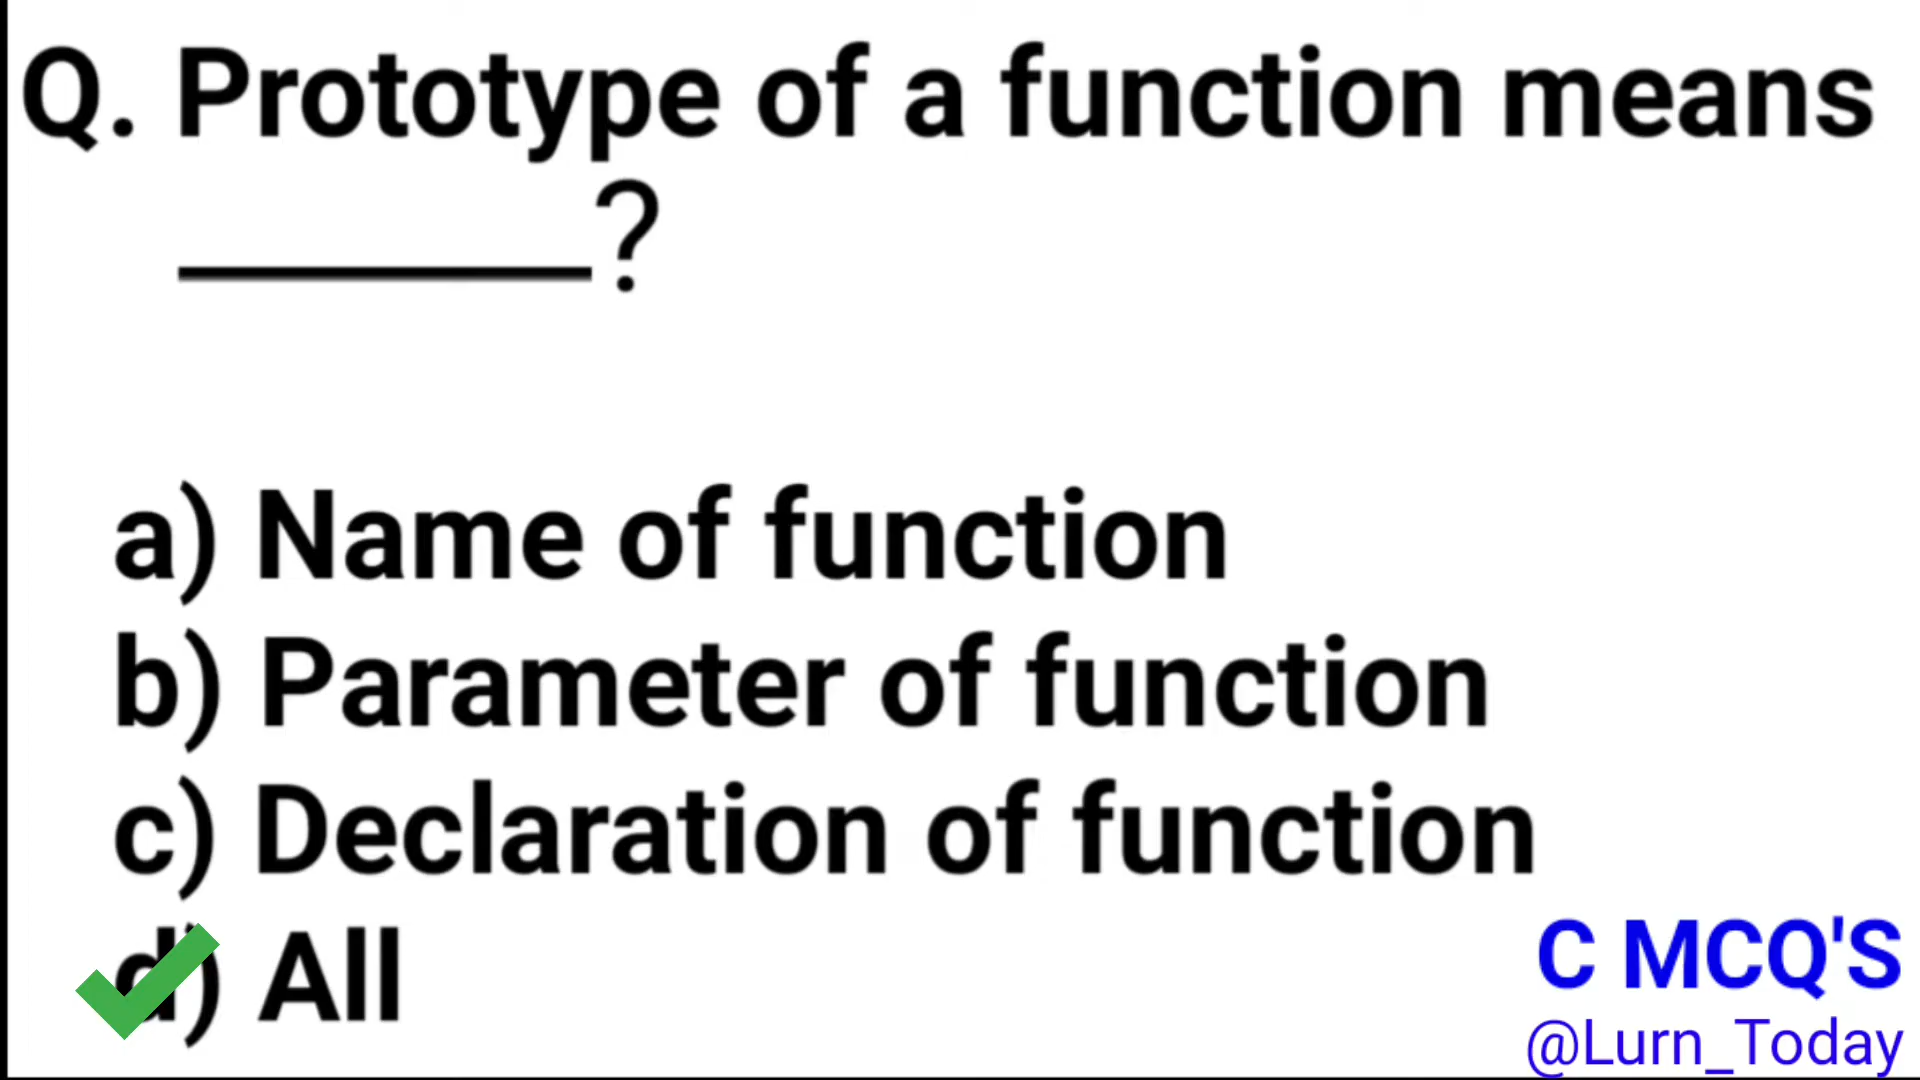 Q. Prototype of a function means
________?
a) Name of function
b) Parameter of function
c) Declaration of function
d) All
C MCQ'S
@Lurn_Today